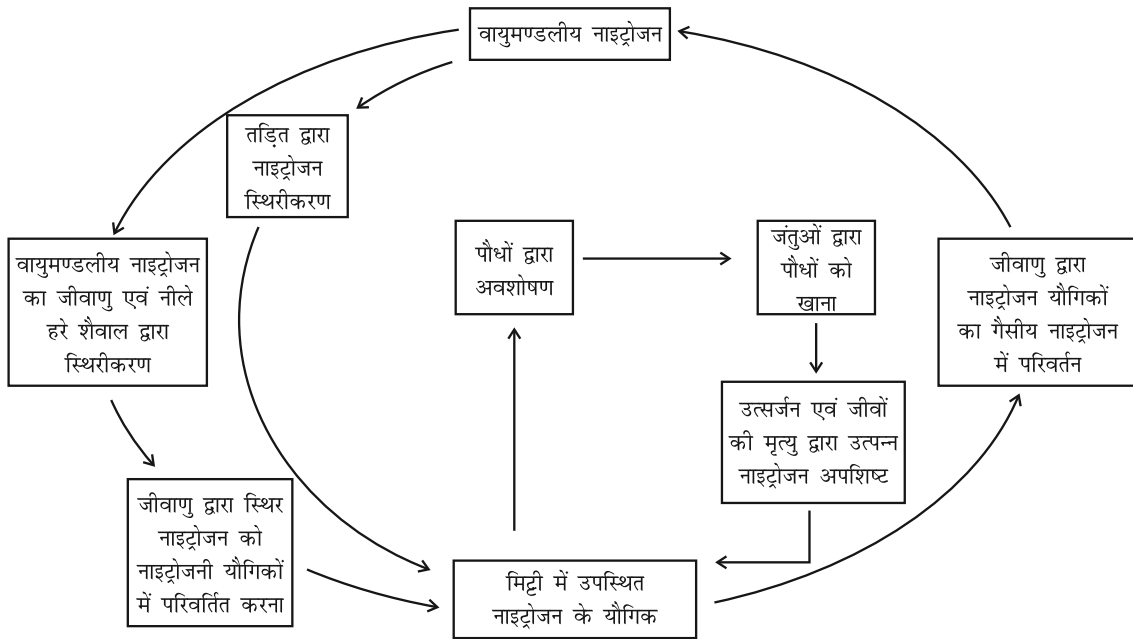 वायुमण्डलीय नाइट्रोजन
तड़ित द्वारा
नाइट्रोजन
स्थिरीकरण
वायुमण्डलीय नाइट्रोजन
का जीवाणु एवं नीले
हरे शैवाल द्वारा
स्थिरीकरण
पौधों द्वारा
अवशोषण
जंतुओं द्वारा
पौधों को
खाना
जीवाणु द्वारा
नाइट्रोजन यौगिकों
का गैसीय नाइट्रोजन
में परिवर्तन
उत्सर्जन एवं जीवों
की मृत्यु द्वारा उत्पन्न
नाइट्रोजन अपशिष्ट
जीवाणु द्वारा स्थिर
नाइट्रोजन को
नाइट्रोजनी यौगिकों
में परिवर्तित करना
मिट्टी में उपस्थित
नाइट्रोजन के यौगिक